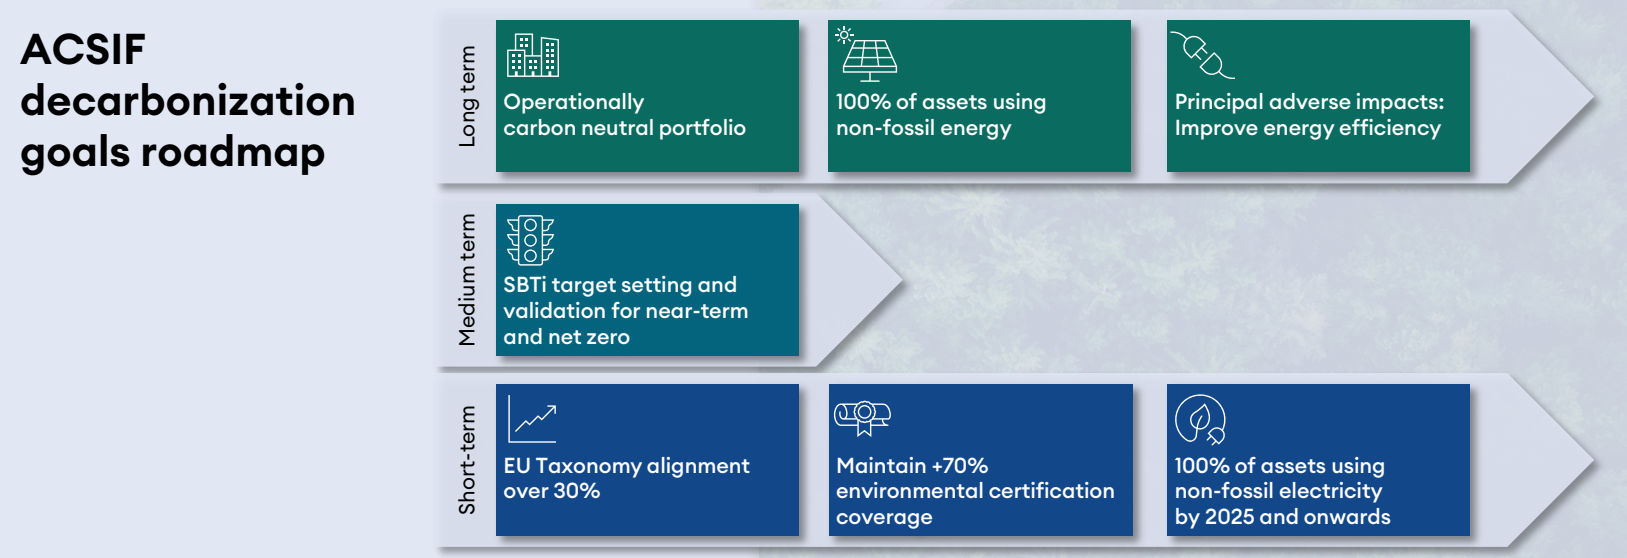 ACSIF
decarbonization
goals roadmap
Long term
Operationally
carbon neutral portfolio
100% of assets using
non-fossil energy
Principal adverse impacts:
Improve energy efficiency
Medium term
SBTi target setting and
validation for near-term
and net zero
Short-term
EU Taxonomy alignment
over 30%
Maintain +70%
environmental certification
coverage
100% of assets using
non-fossil electricity
by 2025 and onwards